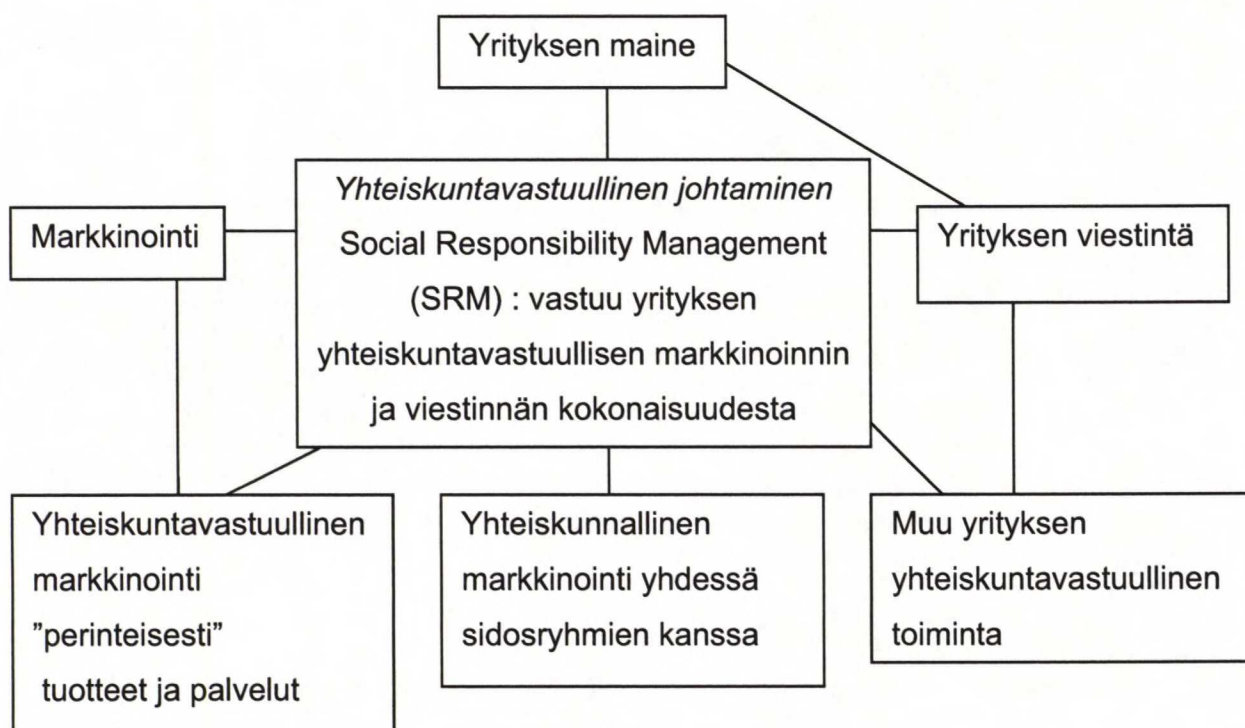 Yrityksen maine
Yhteiskuntavastuullinen johtaminen
Social Responsibility Management
(SRM) : vastuu yrityksen
yhteiskuntavastuullisen markkinoinnin
ja viestinnän kokonaisuudesta
Markkinointi
Yrityksen viestintä
Yhteiskuntavastuullinen
markkinointi
”perinteisesti”
tuotteet ja palvelut
Yhteiskunnallinen
markkinointi yhdessä
sidosryhmien kanssa
Muu yrityksen
yhteiskuntavastuullinen
toiminta